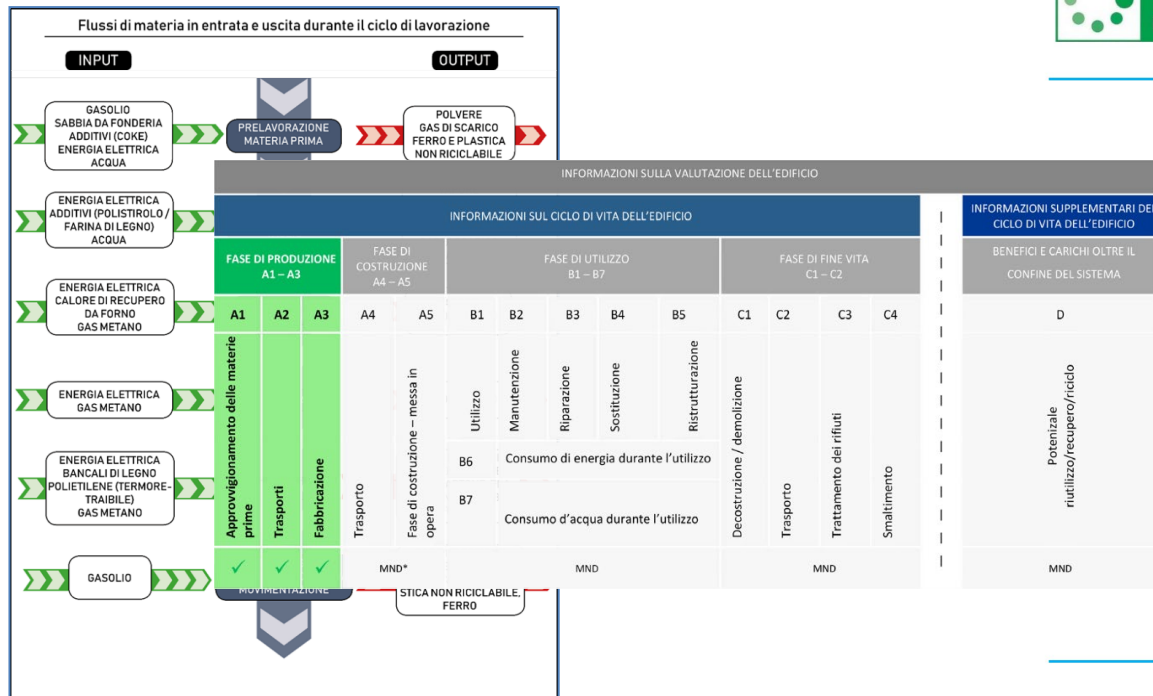 Flussi di materia in entrata e uscita durante il ciclo di lavorazione
INPUT
OUTPUT
GASOLIO
SABBIA DA FONDERIA
ADDITIVI (COKE)
ENERGIA ELETTRICA
ACQUA
PRELAVORAZIONE
MATERIA PRIMA
POLVERE
GAS DI SCARICO
FERRO E PLASTICA
NON RICICLABILE
ENERGIA ELETTRICA
ADDITIVI (POLISTIROLO /
FARINA DI LEGNO)
ACQUA
ENERGIA ELETTRICA
CALORE DI RECUPERO
DA FORNO
GAS METANO
ENERGIA ELETTRICA
GAS METANO
ENERGIA ELETTRICA
BANCALI DI LEGNO
POLIETILENE (TERMORE-
TRAIBILE)
GAS METANO
GASOLIO
MOVIMENTAZIONE
STICA NON RICICLABILE,
FERRO
INFORMAZIONI SULLA VALUTAZIONE DELL'EDIFICIO
INFORMAZIONI SUL CICLO DI VITA DELL'EDIFICIO
INFORMAZIONI SUPPLEMENTARI DEL
CICLO DI VITA DELL'EDIFICIO
FASE DI PRODUZIONE
A1 – A3
FASE DI
COSTRUZIONE
A4 – A5
FASE DI UTILIZZO
B1 – B7
FASE DI FINE VITA
C1 – C2
BENEFICI E CARICHI OLTRE IL
CONFINE DEL SISTEMA
A1 A2 A3 A4 A5 B1 B2 B3 B4 B5 C1 C2 C3 C4 D
Approvvigionamento delle materie
prime
Trasporti
Fabbricazione
Trasporto
Fase di costruzione – messa in
opera
Utilizzo
Manutenzione
Riparazione
Sostituzione
Ristrutturazione
B6 Consumo di energia durante l'utilizzo
B7
Consumo d'acqua durante l'utilizzo
Decostruzione / demolizione
Trasporto
Trattamento dei rifiuti
Smaltimento
Potenizale
riutilizzo/recupero/riciclo
✓ ✓ ✓ MND* MND MND MND